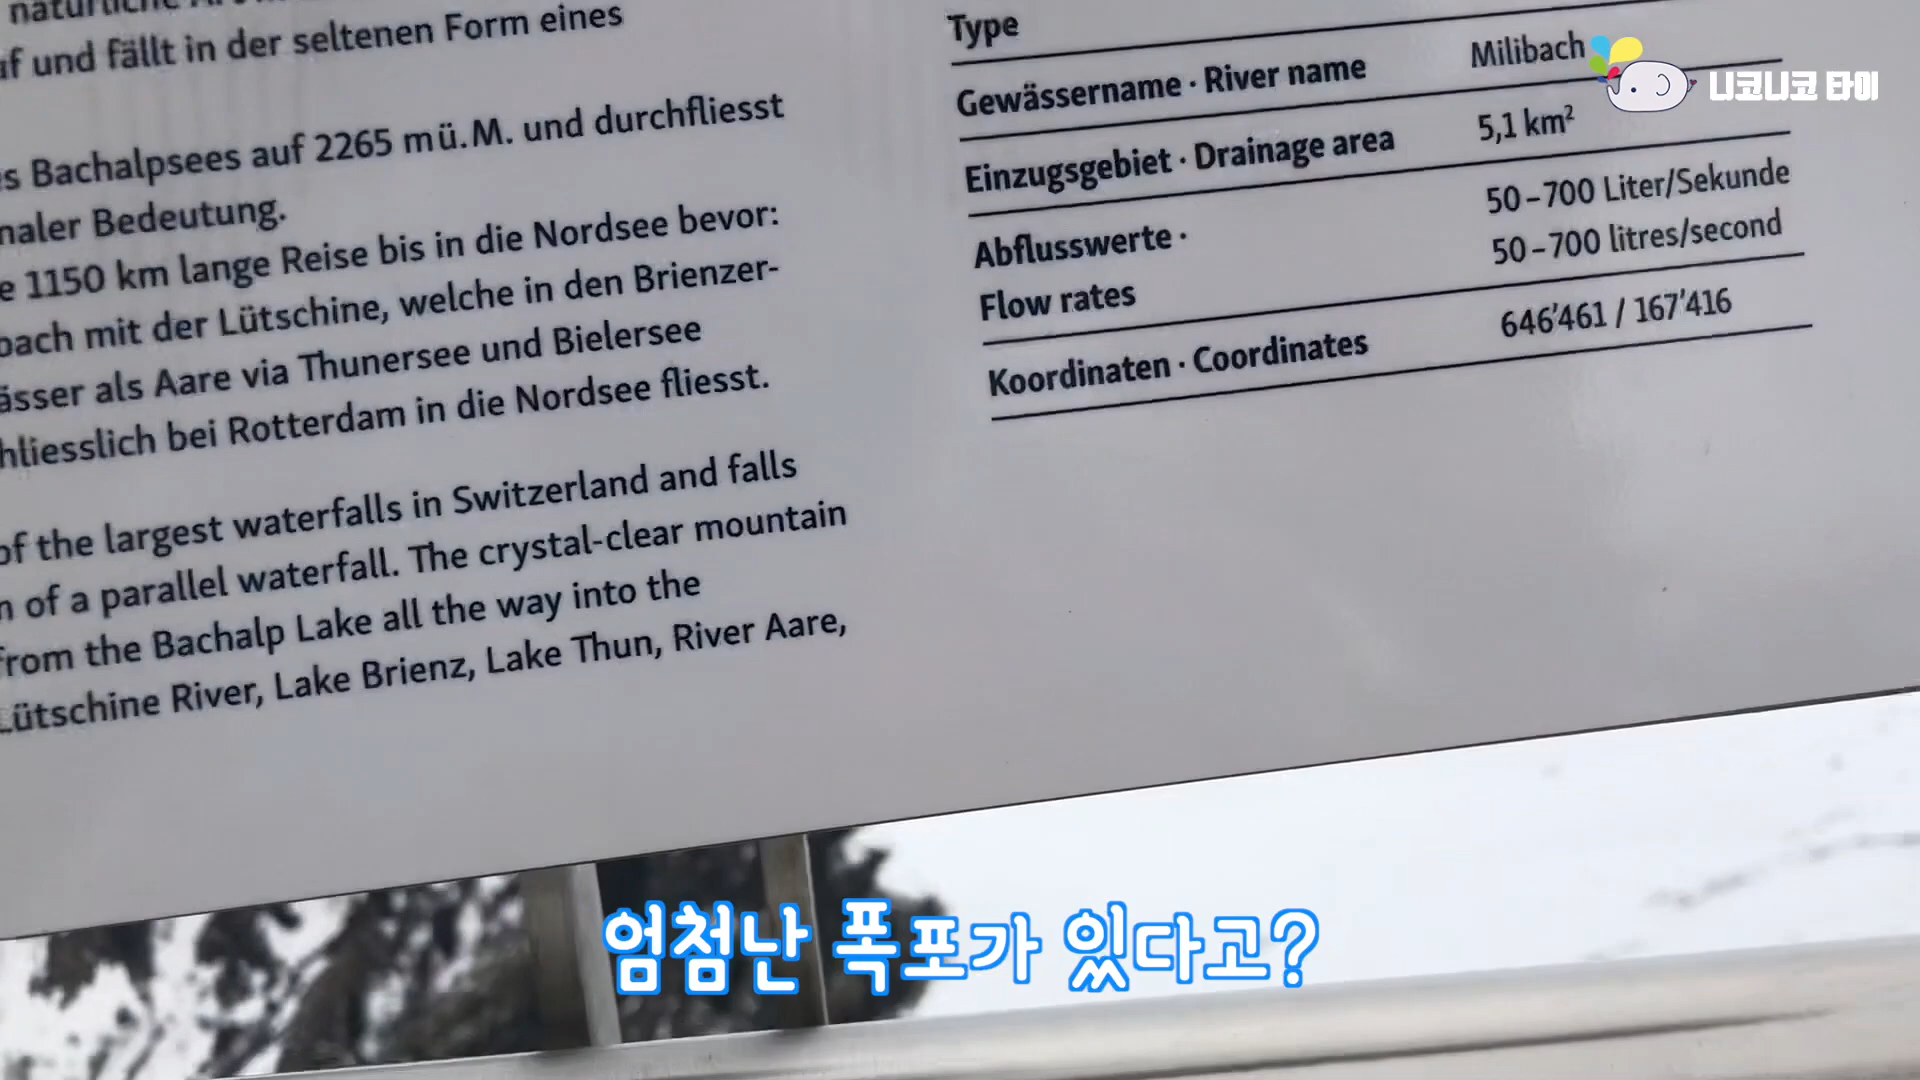 af und fällt in der seltenen Form eines
Bachalpsees auf 2265 mü.M. und durchfliesst
naler Bedeutung.
e 1150 km lange Reise bis in die Nordsee bevor:
bach mit der Lütschine, welche in den Brienzer-
ässer als Aare via Thunersee und Bielersee
hliesslich bei Rotterdam in die Nordsee fliesst.
of the largest waterfalls in Switzerland and falls
n of a parallel waterfall. The crystal-clear mountain
from the Bachalp Lake all the way into the
Lütschine River, Lake Brienz, Lake Thun, River Aare,
Type
Gewässername · River name Milibach
Einzugsgebiet · Drainage area 5,1 km²
Abflusswerte · 50–700 Liter/Sekunde
Flow rates 50–700 litres/second
Koordinaten · Coordinates 646'461 / 167'416
니코니코 타이
엄첨난 폭포가 있다고?